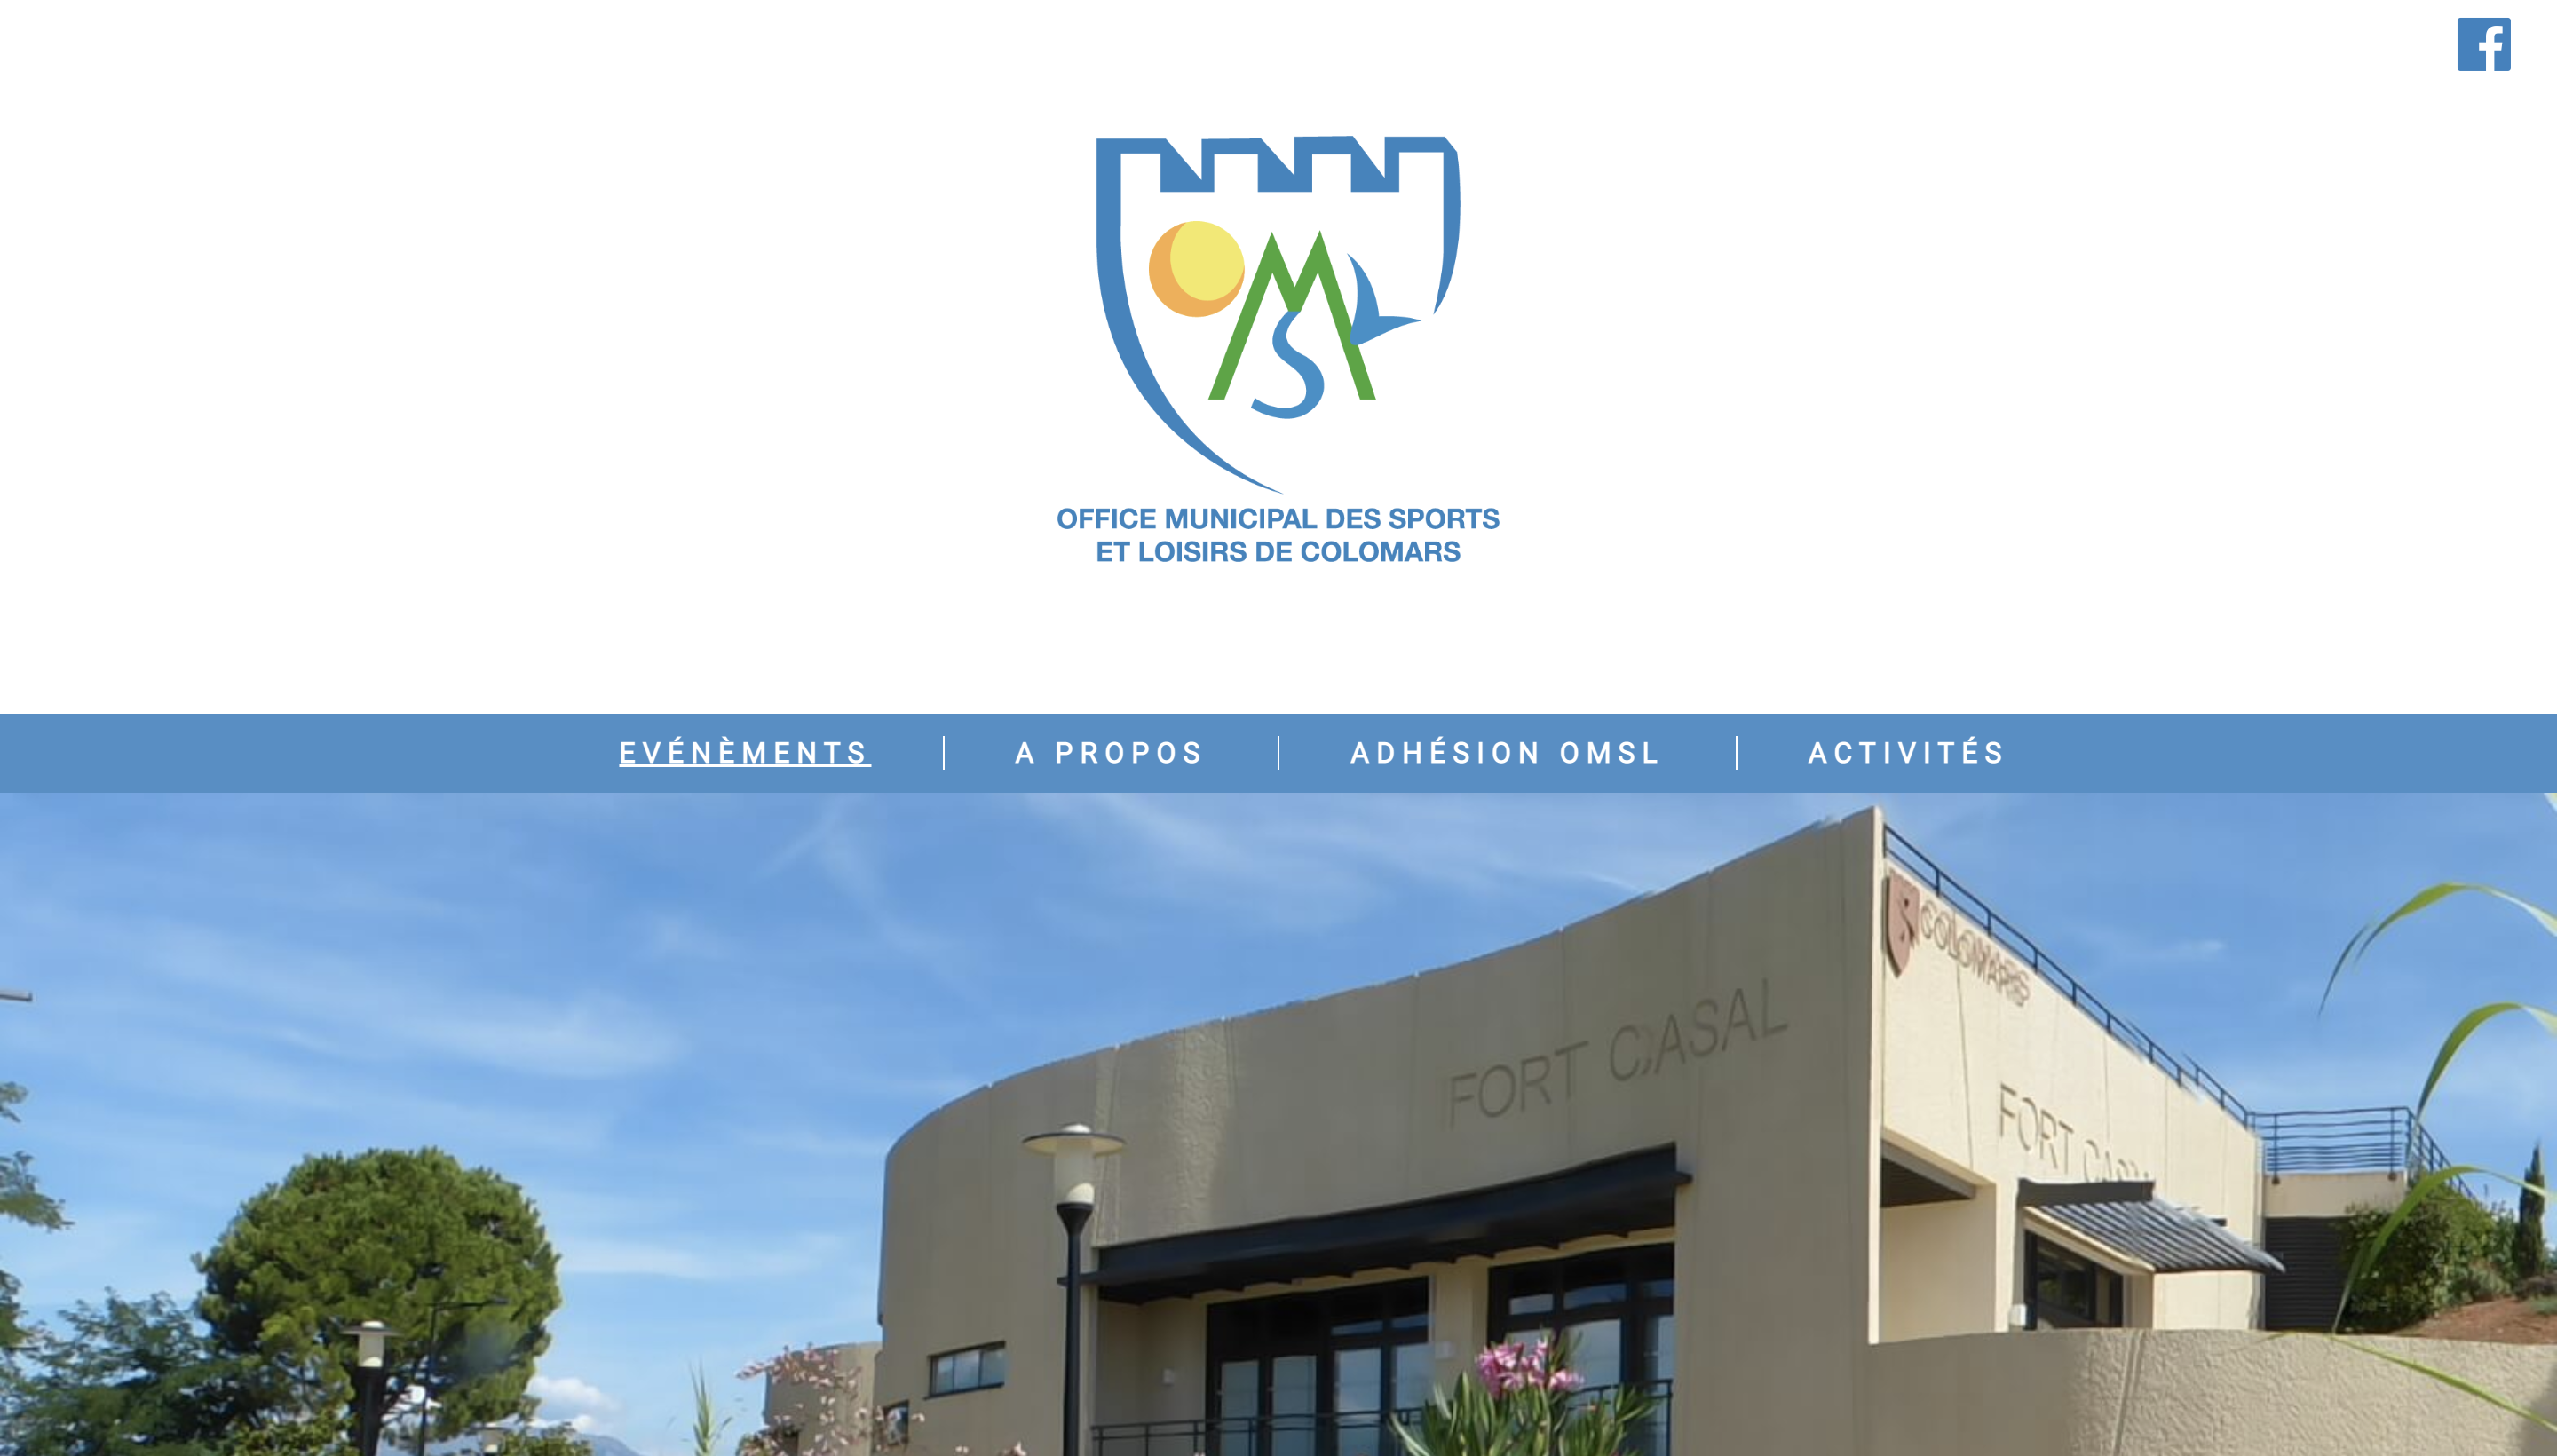 OMSL
OFFICE MUNICIPAL DES SPORTS
ET LOISIRS DE COLOMARS
EVÉNÈMENTS
A PROPOS
ADHÉSION OMSL
ACTIVITÉS
COLOMARS
FORT CASAL
FORT CASAL